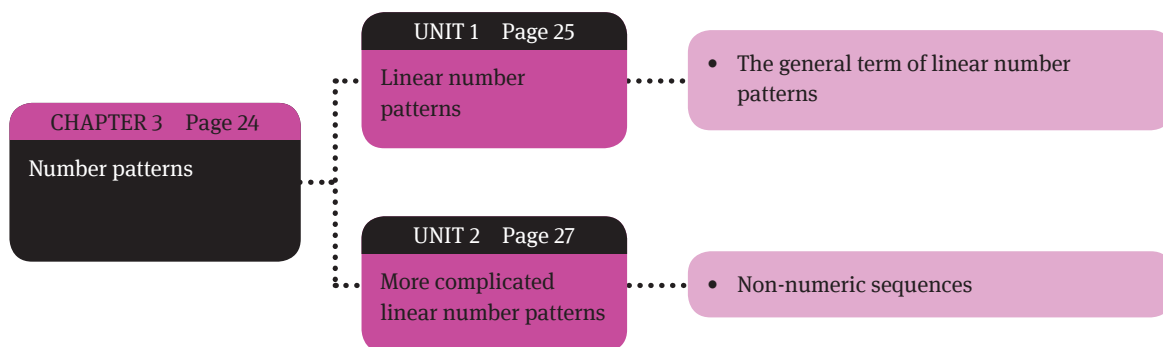 CHAPTER 3 Page 24
Number patterns
UNIT 1 Page 25
Linear number
patterns
• The general term of linear number
patterns
UNIT 2 Page 27
More complicated
linear number patterns
• Non-numeric sequences